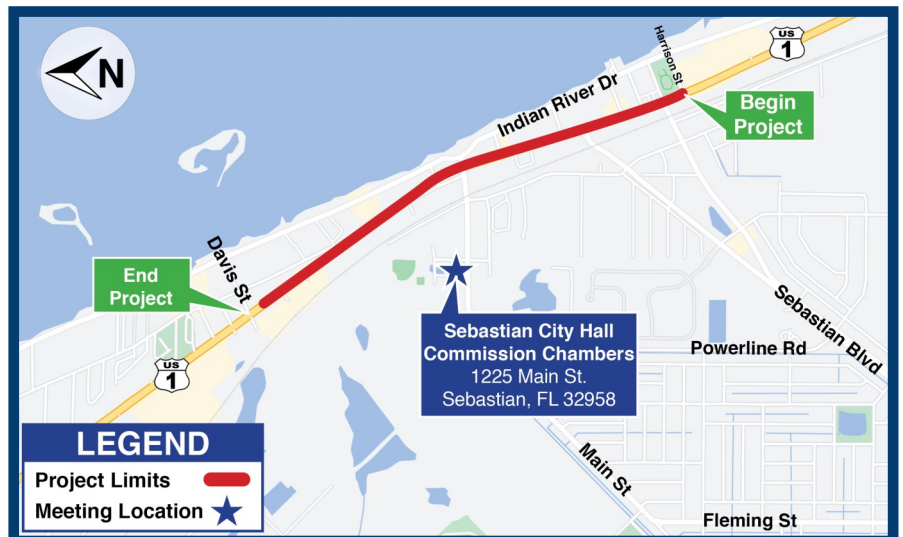 N
Indian River Dr
Harrison St
US
1
Begin
Project
Davis St
End
Project
US
1
Sebastian City Hall
Commission Chambers
1225 Main St.
Sebastian, FL 32958
Sebastian Blvd
Powerline Rd
Main St
Fleming St
LEGEND
Project Limits
Meeting Location